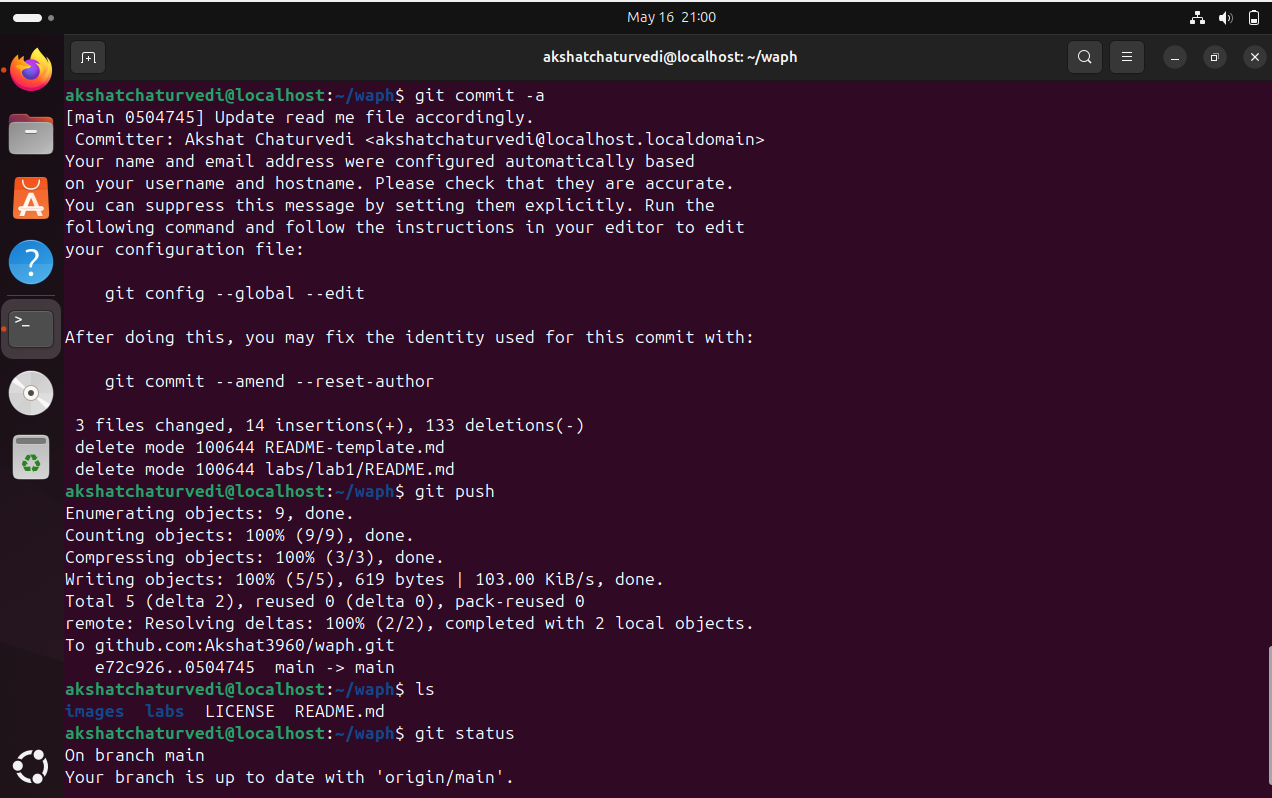 May 16 21:00
akshatchaturvedi@localhost: ~/waph
akshatchaturvedi@localhost:~/waph$ git commit -a
[main 0504745] Update read me file accordingly.
 Committer: Akshat Chaturvedi <akshatchaturvedi@localhost.localdomain>
Your name and email address were configured automatically based
on your username and hostname. Please check that they are accurate.
You can suppress this message by setting them explicitly. Run the
following command and follow the instructions in your editor to edit
your configuration file:

    git config --global --edit

After doing this, you may fix the identity used for this commit with:

    git commit --amend --reset-author

 3 files changed, 14 insertions(+), 133 deletions(-)
 delete mode 100644 README-template.md
 delete mode 100644 labs/lab1/README.md
akshatchaturvedi@localhost:~/waph$ git push
Enumerating objects: 9, done.
Counting objects: 100% (9/9), done.
Compressing objects: 100% (3/3), done.
Writing objects: 100% (5/5), 619 bytes | 103.00 KiB/s, done.
Total 5 (delta 2), reused 0 (delta 0), pack-reused 0
remote: Resolving deltas: 100% (2/2), completed with 2 local objects.
To github.com:Akshat3960/waph.git
   e72c926..0504745  main -> main
akshatchaturvedi@localhost:~/waph$ ls
images  labs  LICENSE  README.md
akshatchaturvedi@localhost:~/waph$ git status
On branch main
Your branch is up to date with 'origin/main'.